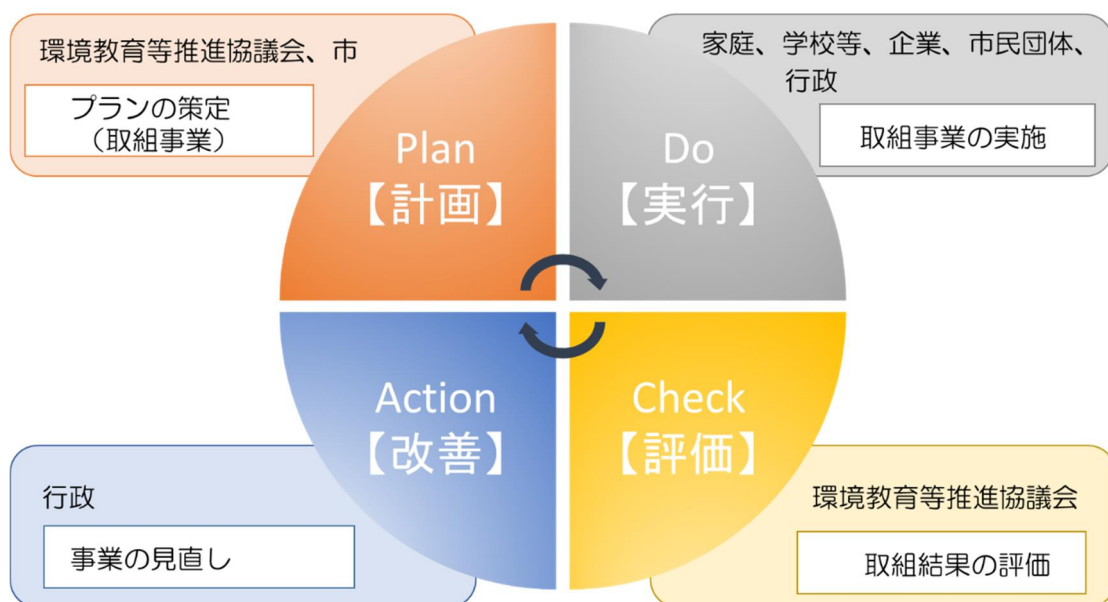 環境教育等推進協議会、市
プランの策定
（取組事業）
Plan
【計画】
家庭、学校等、企業、市民団体、
行政
取組事業の実施
Do
【実行】
Action
【改善】
行政
事業の見直し
Check
【評価】
環境教育等推進協議会
取組結果の評価